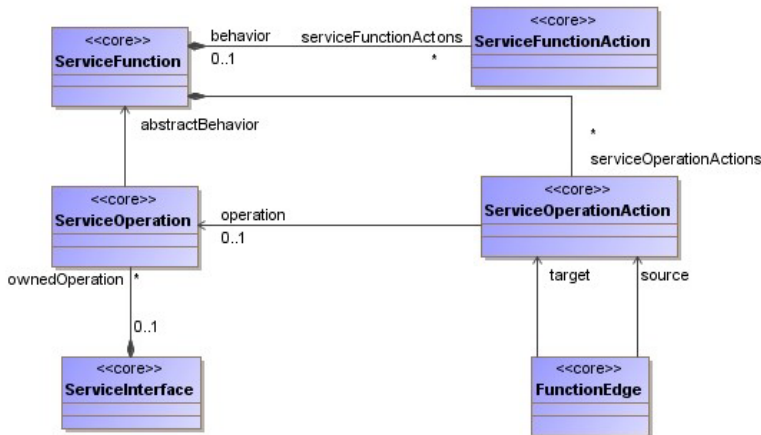 <<core>>
ServiceFunction
behavior
0..1
serviceFunctionActons
*
<<core>>
ServiceFunctionAction
abstractBehavior
*
serviceOperationActions
<<core>>
ServiceOperation
operation
0..1
<<core>>
ServiceOperationAction
ownedOperation
*
target
source
0..1
<<core>>
ServiceInterface
<<core>>
FunctionEdge